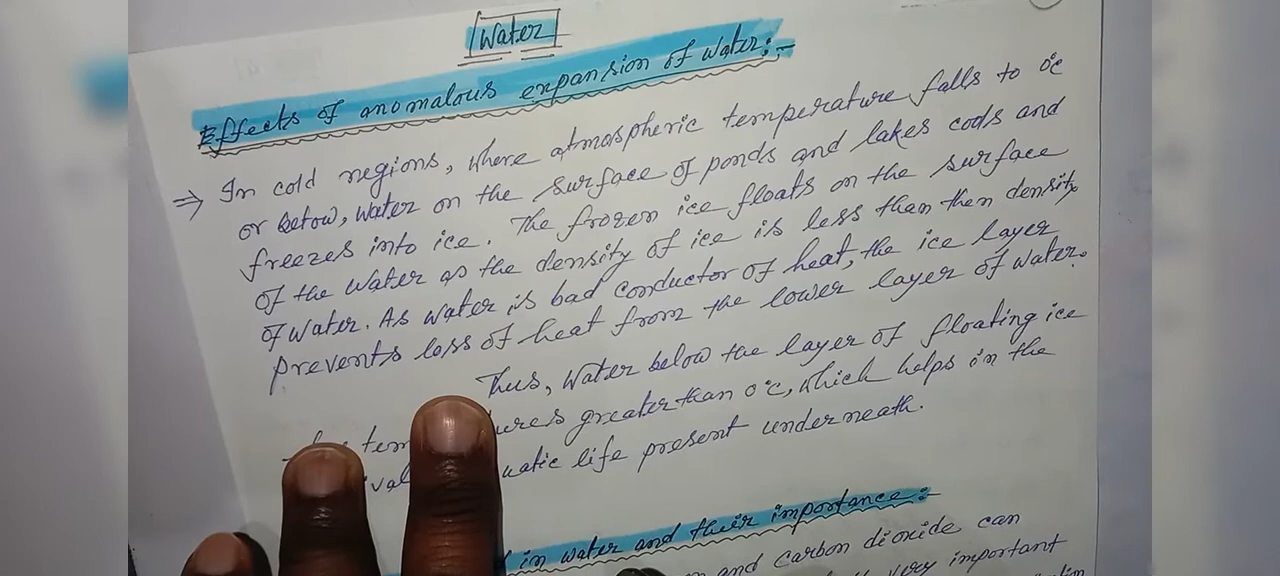 Water
Effects of anomalous expansion of water:-
⇒ In cold regions, where atmospheric temperature falls to 0°c
or below, water on the surface of ponds and lakes cools and
freezes into ice. The frozen ice floats on the surface
of the water as the density of ice is less than then density
of water. As water is bad conductor of heat, the ice layer
prevents loss of heat from the lower layer of water.
Thus, water below the layer of floating ice
greater than 0°c, which helps in the
life present underneath.
in water and their importance:-
and carbon dioxide can
very important